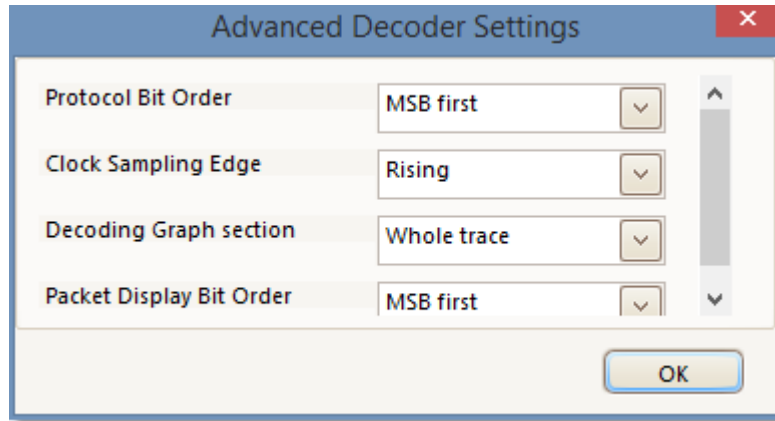 Advanced Decoder Settings
Protocol Bit Order MSB first
Clock Sampling Edge Rising
Decoding Graph section Whole trace
Packet Display Bit Order MSB first
OK